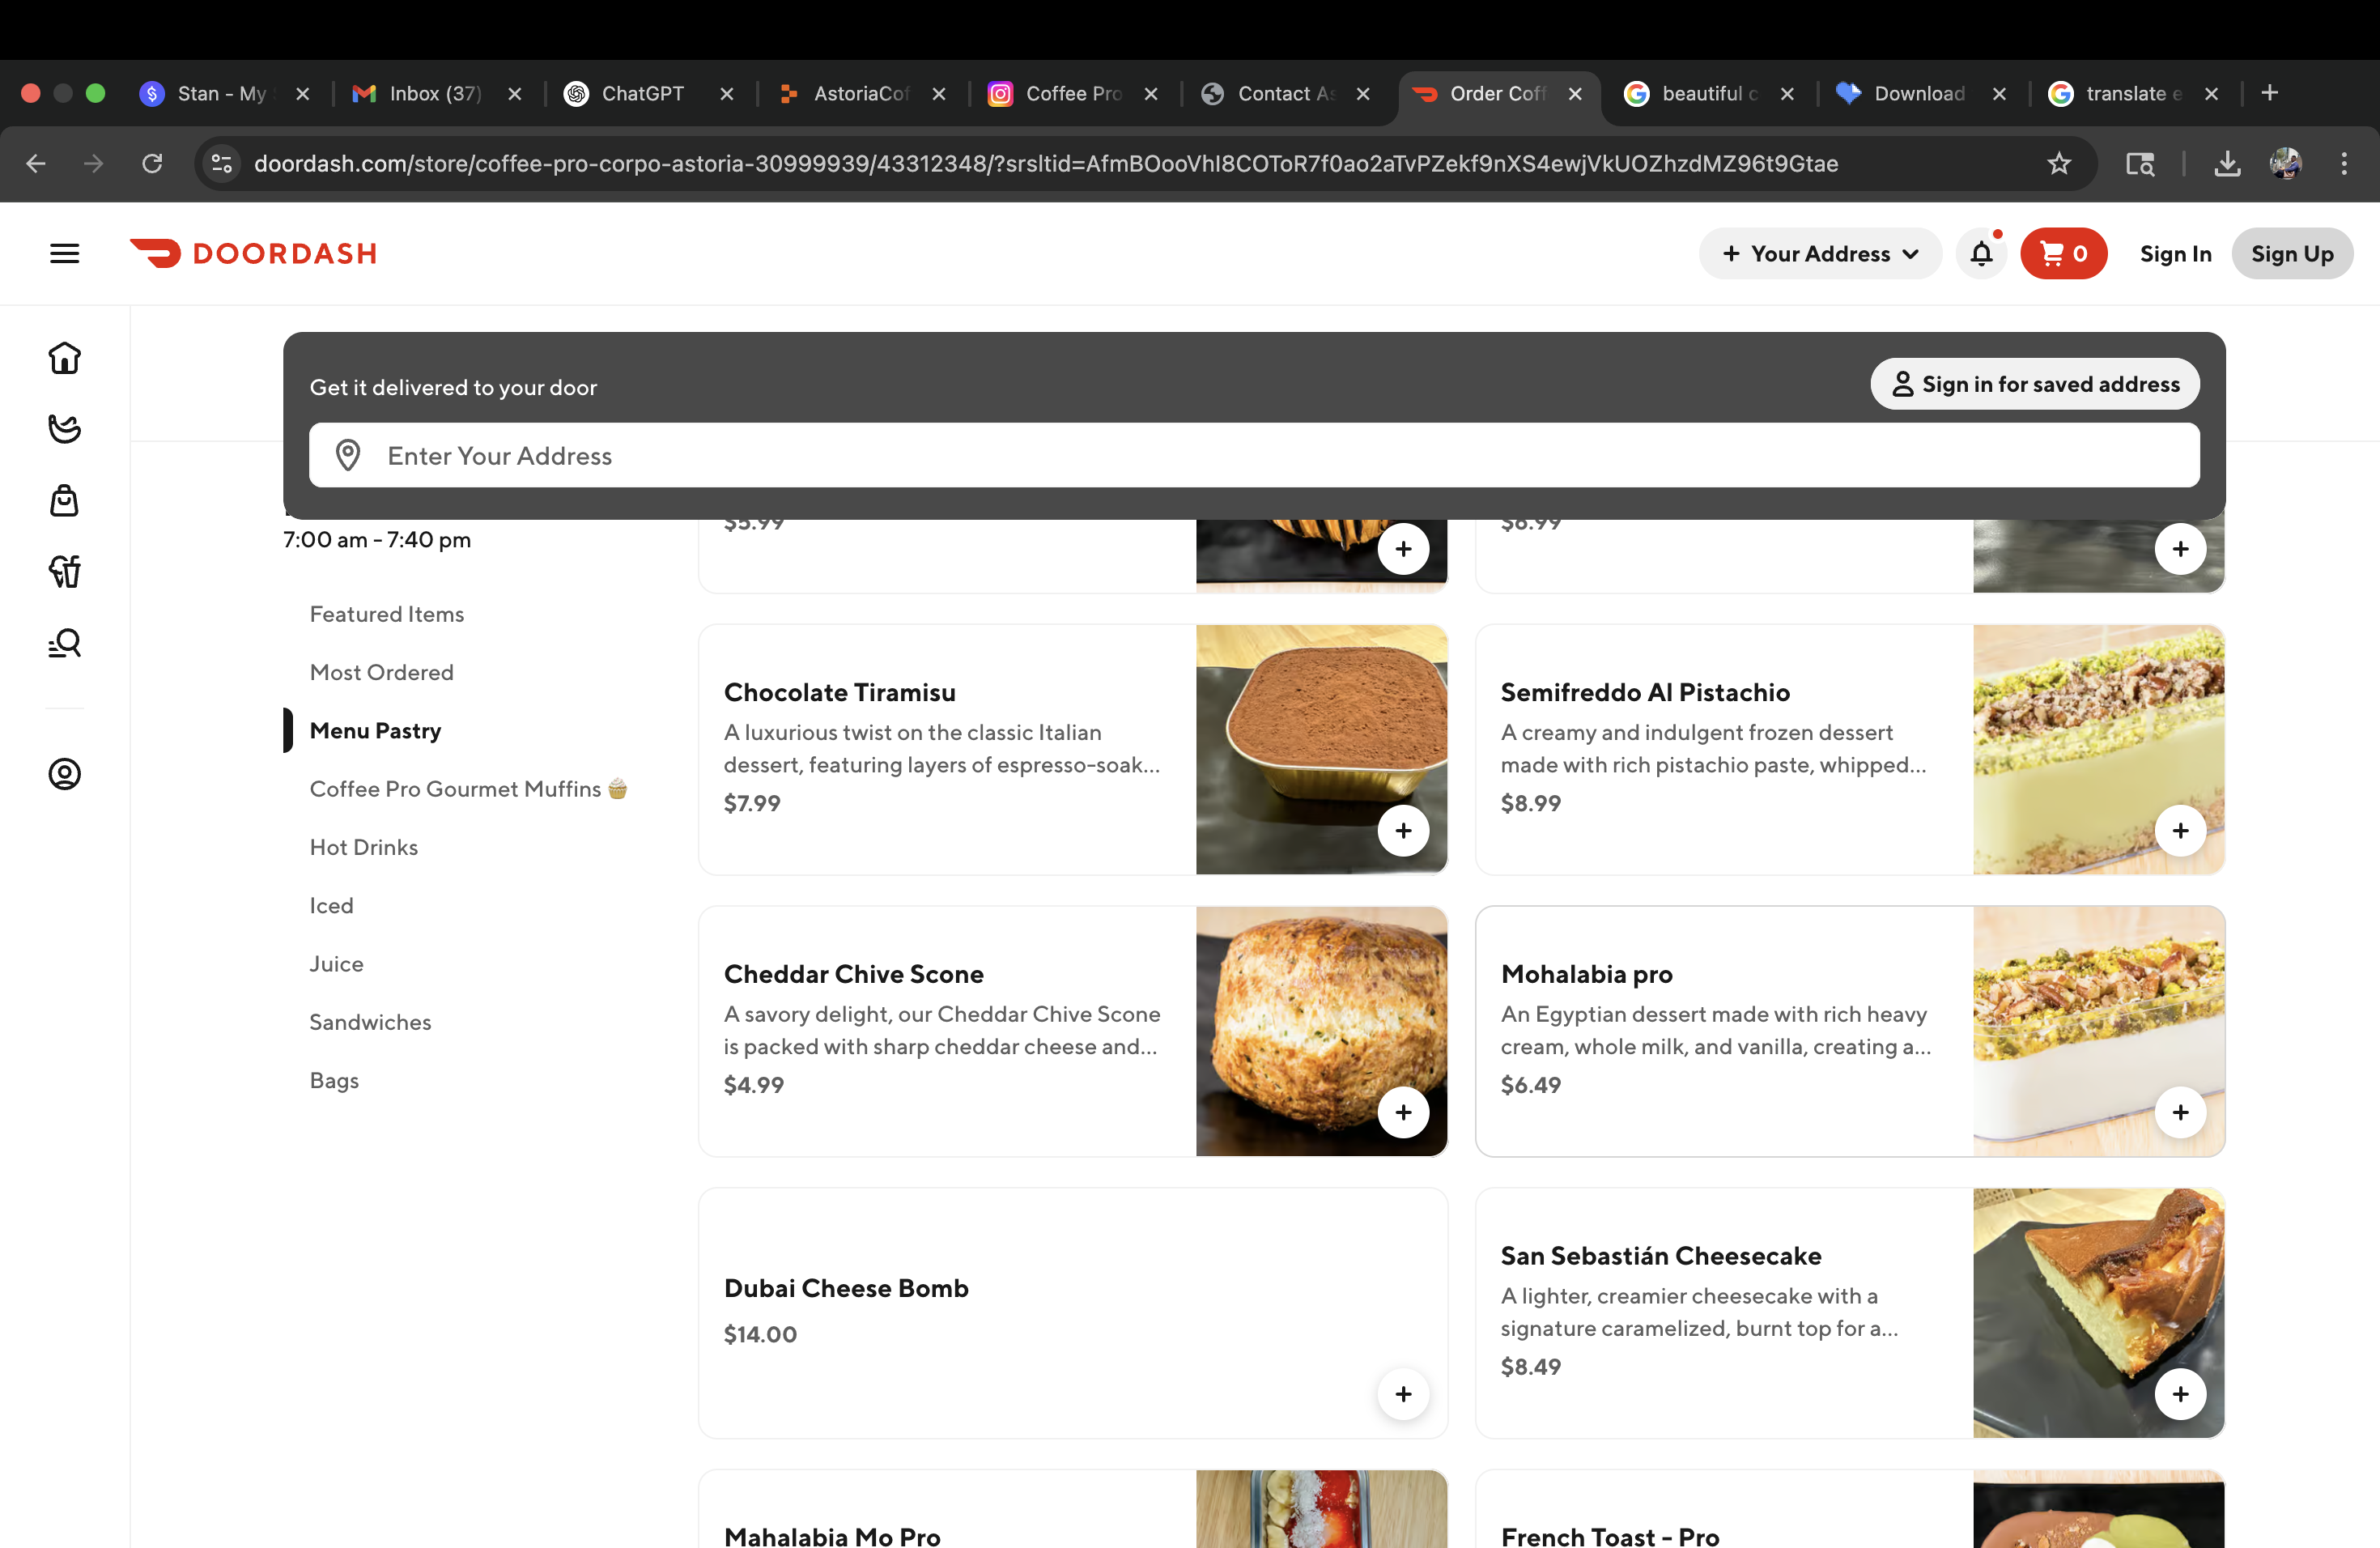 Stan - My
Inbox (37)
ChatGPT
AstoriaCof
Coffee Pro
Contact As
Order Coff
beautiful c
Download
translate e
doordash.com/store/coffee-pro-corpo-astoria-30999939/43312348/?srsltid=AfmBOooVhI8COToR7f0ao2aTvPZekf9nXS4ewjVkUOZhzdMZ96t9Gtae
DOORDASH
Your Address
0
Sign In
Sign Up
Get it delivered to your door
Sign in for saved address
Enter Your Address
7:00 am - 7:40 pm
Featured Items
Most Ordered
Menu Pastry
Coffee Pro Gourmet Muffins 🧁
Hot Drinks
Iced
Juice
Sandwiches
Bags
$5.99
Chocolate Tiramisu
A luxurious twist on the classic Italian
dessert, featuring layers of espresso-soak...
$7.99
Semifreddo Al Pistachio
A creamy and indulgent frozen dessert
made with rich pistachio paste, whipped...
$8.99
Cheddar Chive Scone
A savory delight, our Cheddar Chive Scone
is packed with sharp cheddar cheese and...
$4.99
Mohalabia pro
An Egyptian dessert made with rich heavy
cream, whole milk, and vanilla, creating a...
$6.49
Dubai Cheese Bomb
$14.00
San Sebastián Cheesecake
A lighter, creamier cheesecake with a
signature caramelized, burnt top for a...
$8.49
Mahalabia Mo Pro
French Toast - Pro